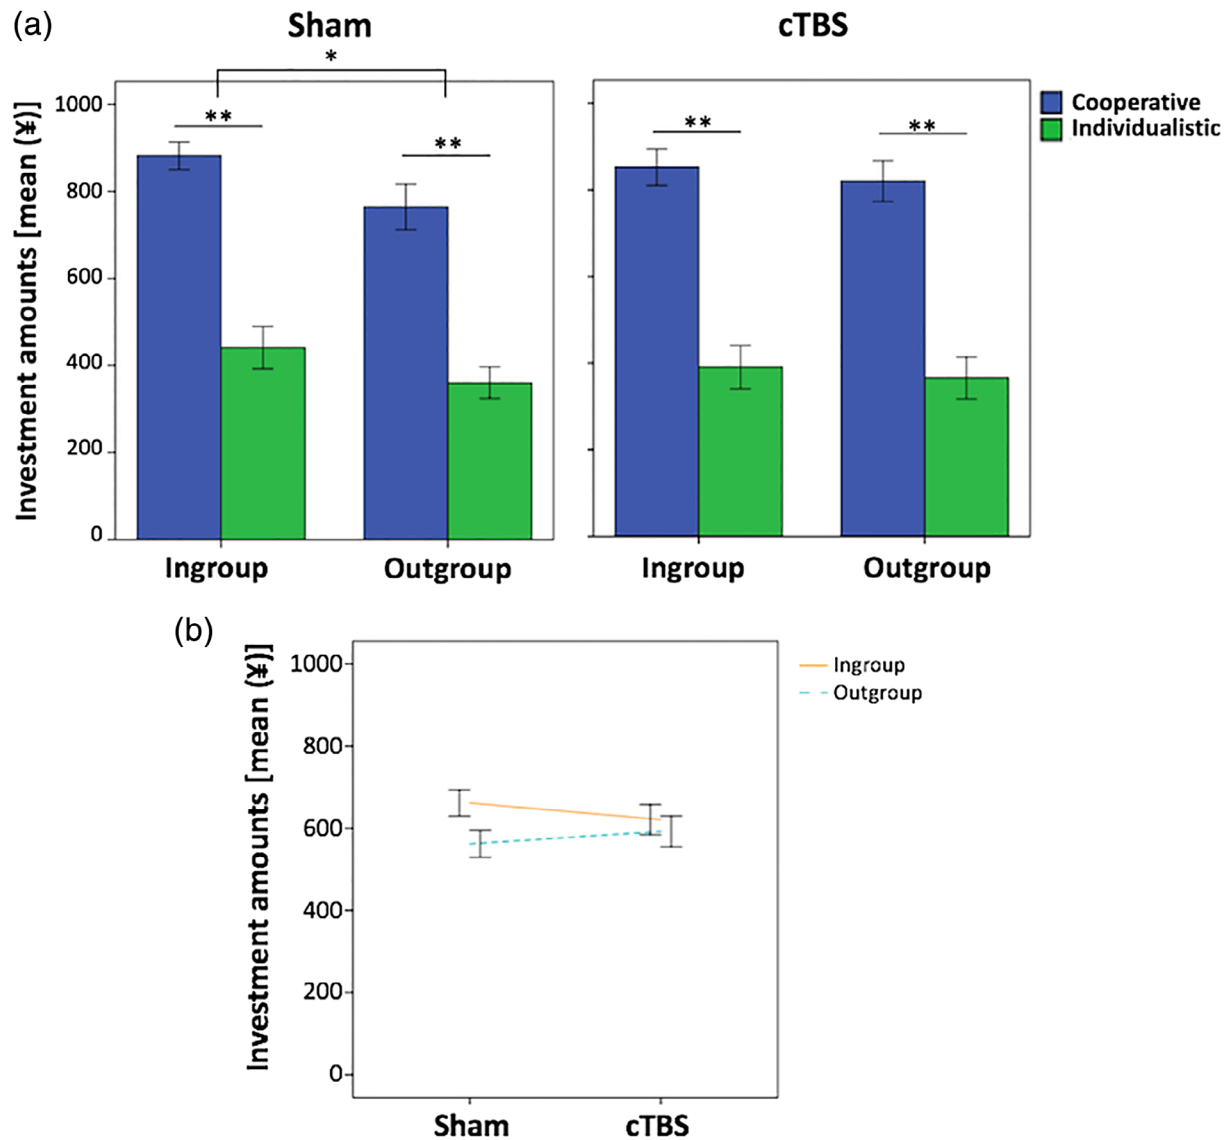 (a)
Sham
cTBS
*
Investment amounts [mean (¥)]
1000
800
600
400
200
0
**
**
**
**
Cooperative
Individualistic
Ingroup
Outgroup
Ingroup
Outgroup
(b)
Investment amounts [mean (¥)]
1000
800
600
400
200
0
Ingroup
Outgroup
Sham
cTBS